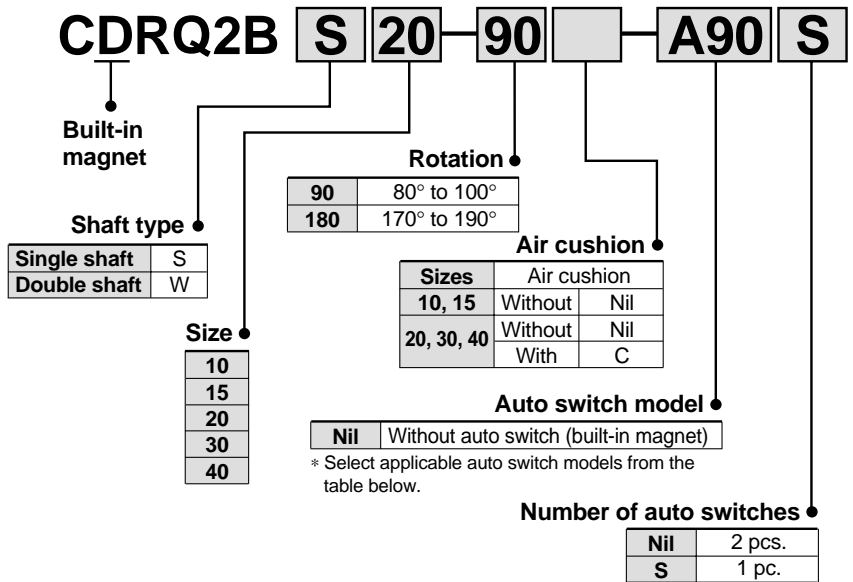 CDRQ2B S 20-90 -A90 S
Built-in
magnet
Rotation
90 80° to 100°
180 170° to 190°
Shaft type
Single shaft S
Double shaft W
Air cushion
Sizes Air cushion
10, 15 Without Nil
20, 30, 40 Without Nil
With C
Size
10
15
20
30
40
Auto switch model
Nil Without auto switch (built-in magnet)
* Select applicable auto switch models from the
table below.
Number of auto switches
Nil 2 pcs.
S 1 pc.